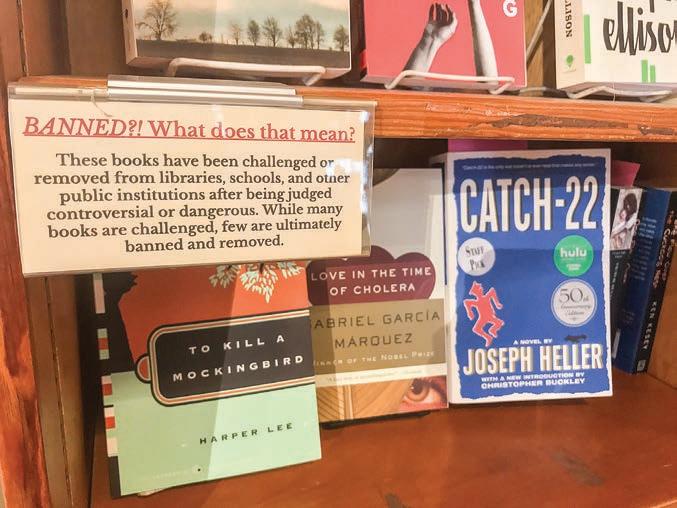 G
ELLISON
elliso
BANNED?! What does that mean?
These books have been challenged or
removed from libraries, schools, and other
public institutions after being judged
controversial or dangerous. While many
books are challenged, few are ultimately
banned and removed.
TO KILL A
MOCKINGBIRD
HARPER LEE
LOVE IN THE TIME
OF CHOLERA
GABRIEL GARCÍA
MÁRQUEZ
WINNER OF THE NOBEL PRIZE
CATCH-22
STAFF
PICK
hulu
50th
Anniversary
Edition
A NOVEL BY
JOSEPH HELLER
WITH A NEW INTRODUCTION BY
CHRISTOPHER BUCKLEY
KEN KESEY